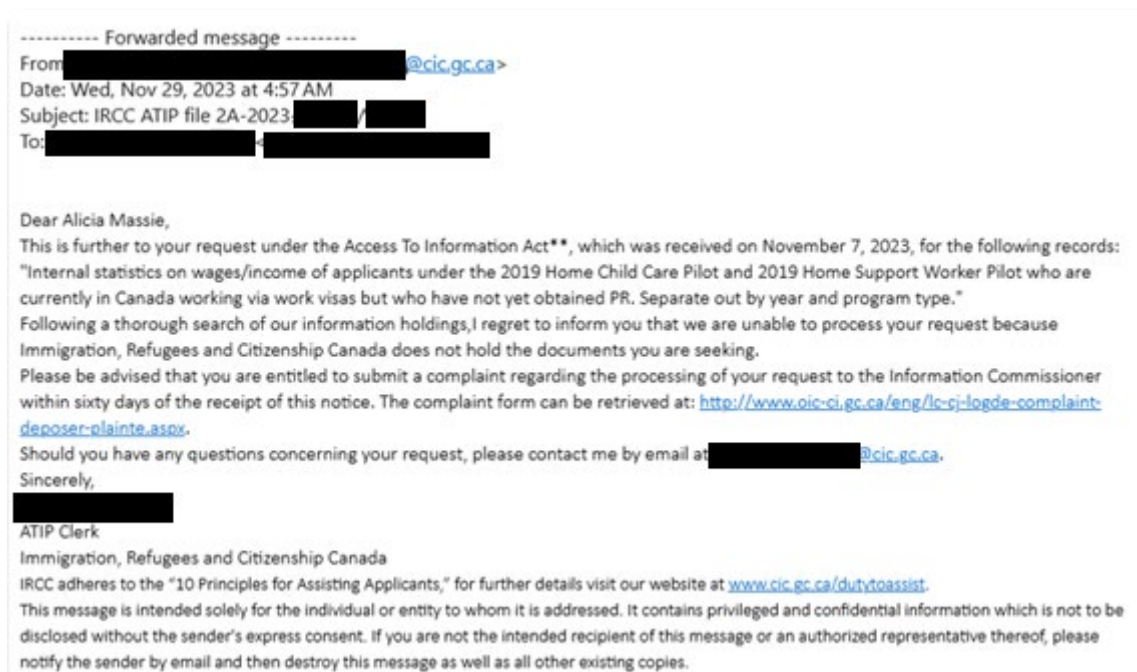 ---------- Forwarded message ---------
From @cic.gc.ca>
Date: Wed, Nov 29, 2023 at 4:57 AM
Subject: IRCC ATIP file 2A-2023- /
To: <
Dear Alicia Massie,
This is further to your request under the Access To Information Act**, which was received on November 7, 2023, for the following records:
"Internal statistics on wages/income of applicants under the 2019 Home Child Care Pilot and 2019 Home Support Worker Pilot who are
currently in Canada working via work visas but who have not yet obtained PR. Separate out by year and program type."
Following a thorough search of our information holdings,I regret to inform you that we are unable to process your request because
Immigration, Refugees and Citizenship Canada does not hold the documents you are seeking.
Please be advised that you are entitled to submit a complaint regarding the processing of your request to the Information Commissioner
within sixty days of the receipt of this notice. The complaint form can be retrieved at: http://www.oic-ci.gc.ca/eng/lc-cj-logde-complaint-
deposer-plainte.aspx.
Should you have any questions concerning your request, please contact me by email at @cic.gc.ca.
Sincerely,
ATIP Clerk
Immigration, Refugees and Citizenship Canada
IRCC adheres to the “10 Principles for Assisting Applicants,” for further details visit our website at www.cic.gc.ca/dutytoassist.
This message is intended solely for the individual or entity to whom it is addressed. It contains privileged and confidential information which is not to be
disclosed without the sender's express consent. If you are not the intended recipient of this message or an authorized representative thereof, please
notify the sender by email and then destroy this message as well as all other existing copies.